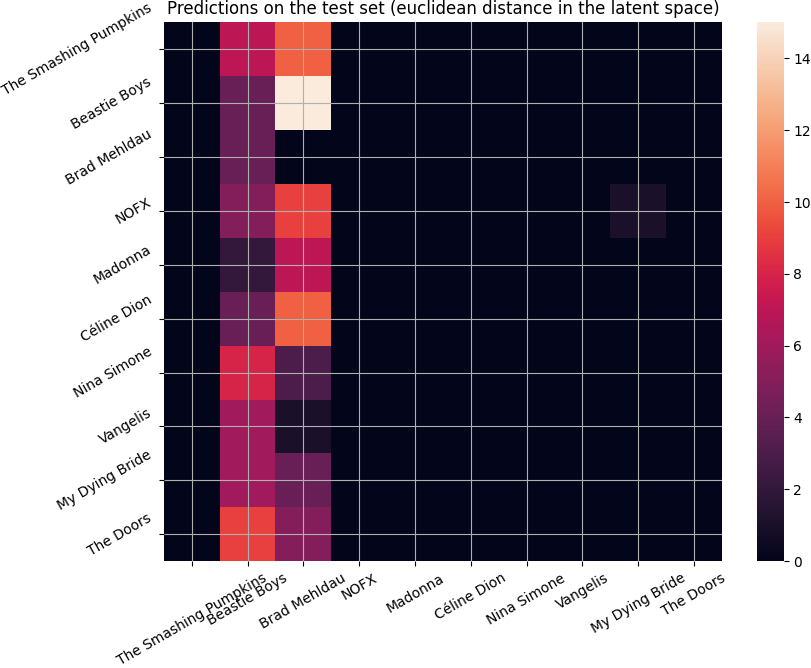 Predictions on the test set (euclidean distance in the latent space)
The Smashing Pumpkins
Beastie Boys
Brad Mehldau
NOFX
Madonna
Céline Dion
Nina Simone
Vangelis
My Dying Bride
The Doors
14
12
10
8
6
4
2
0
The Smashing Pumpkins
Beastie Boys
Brad Mehldau
NOFX
Madonna
Céline Dion
Nina Simone
Vangelis
My Dying Bride
The Doors